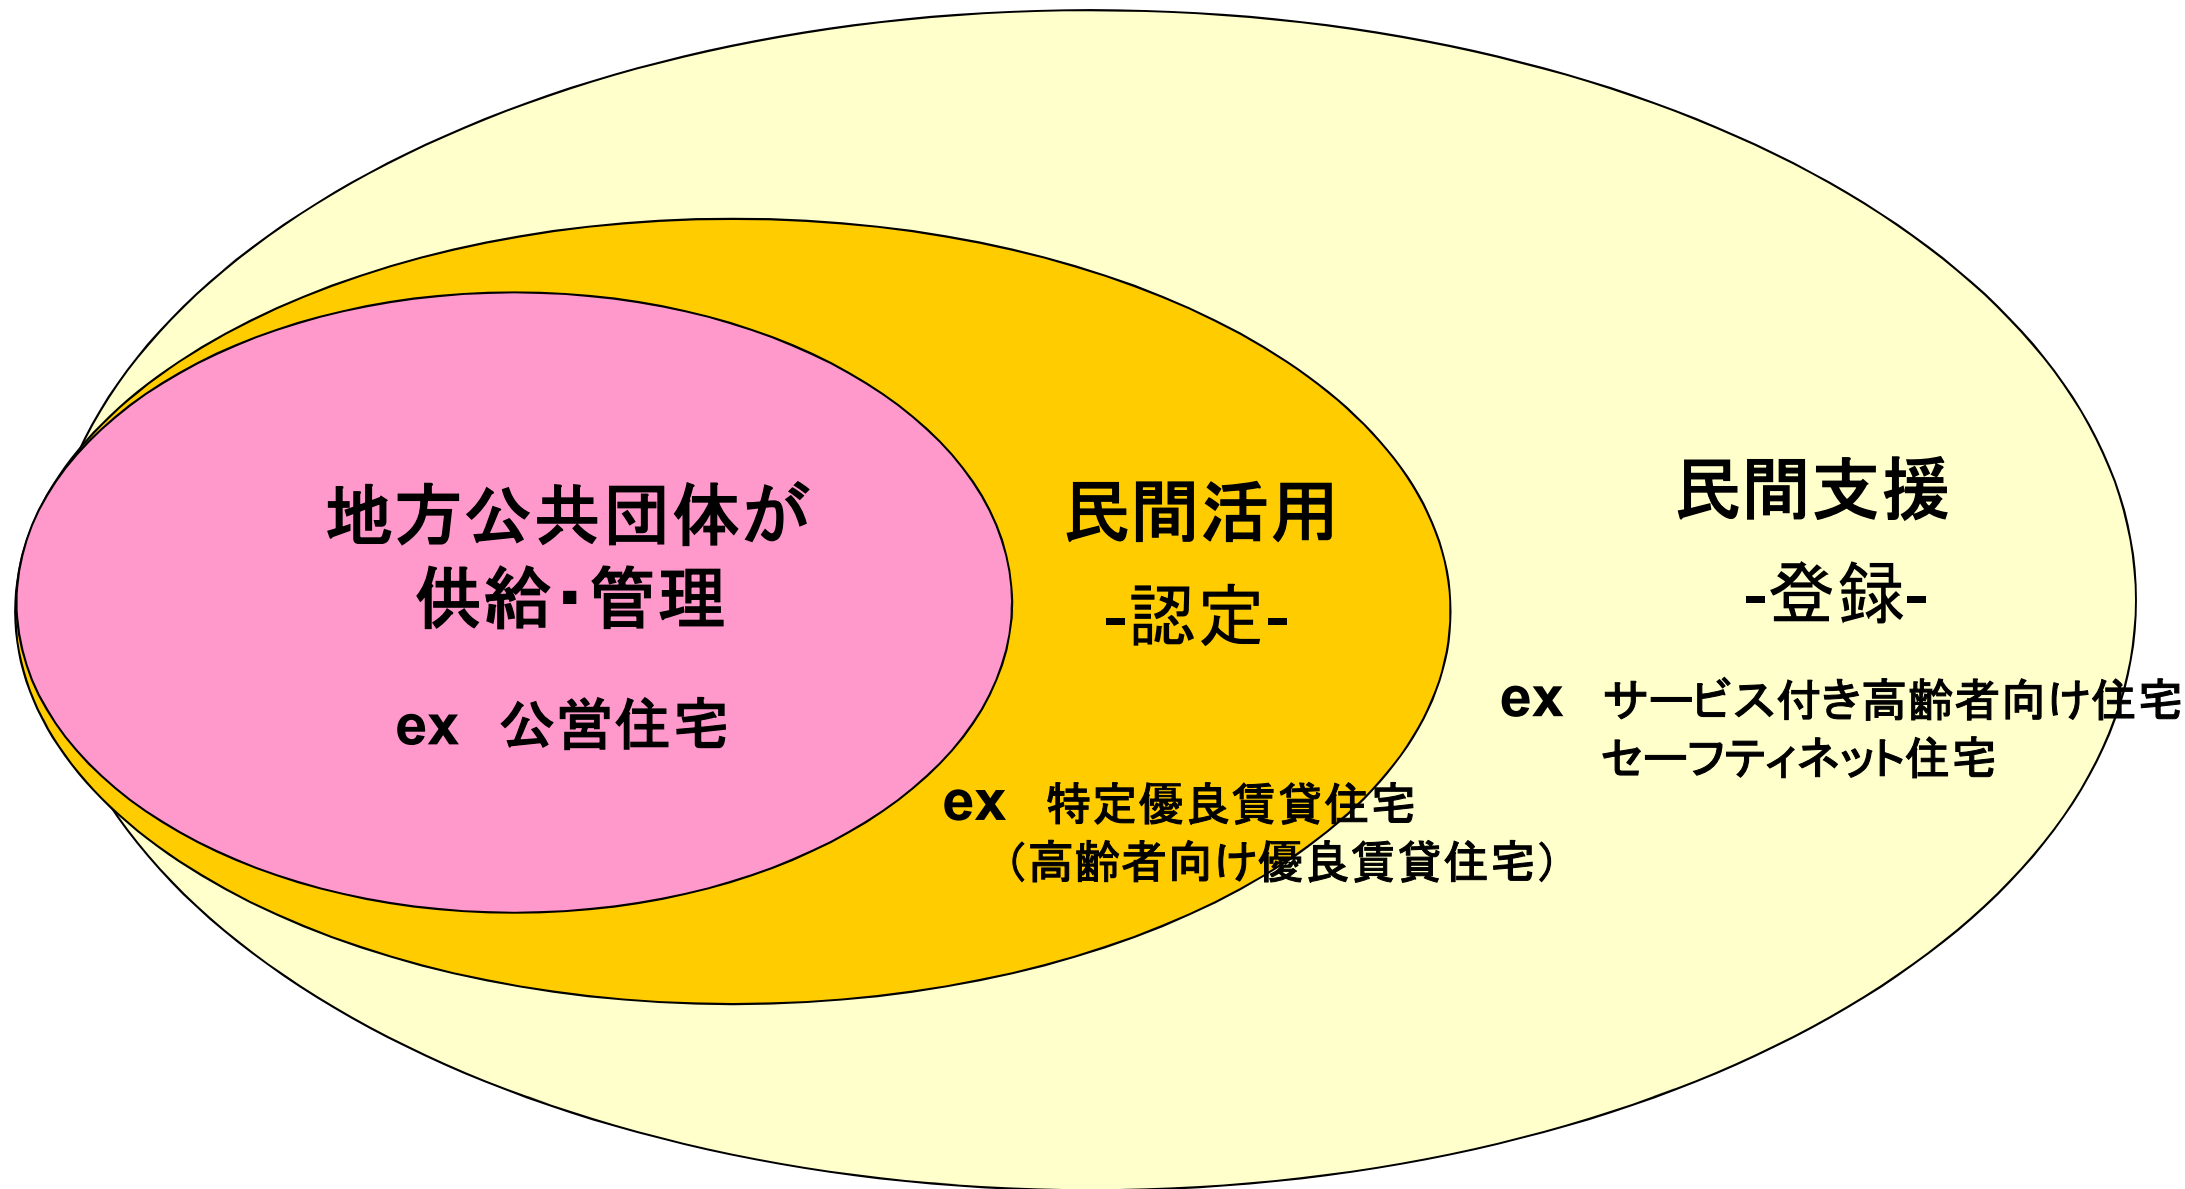 地方公共団体が
供給・管理
ex　公営住宅
民間活用
-認定-
ex　特定優良賃貸住宅
（高齢者向け優良賃貸住宅）
民間支援
-登録-
ex　サービス付き高齢者向け住宅
セーフティネット住宅